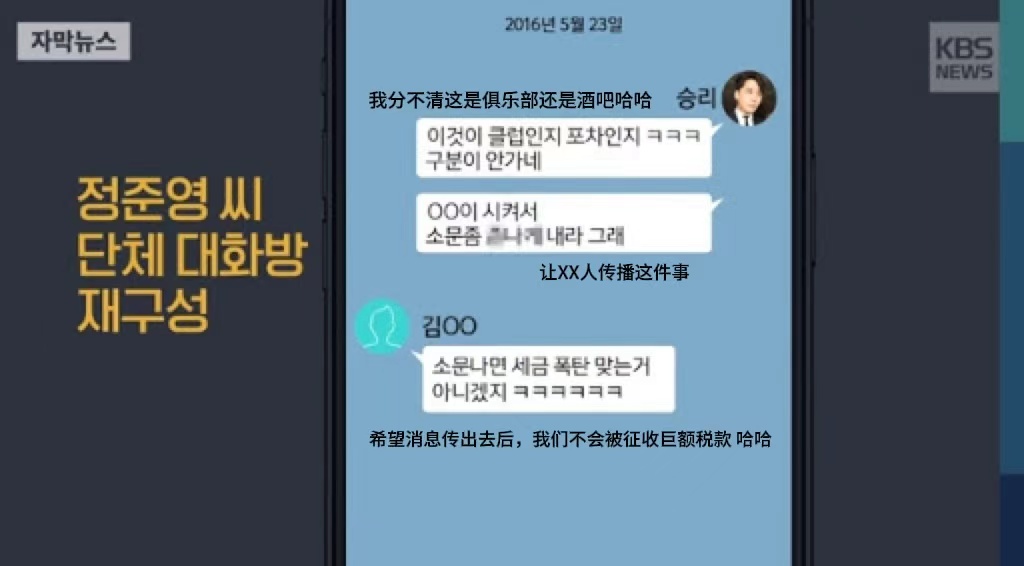 자막뉴스
KBS
NEWS
정준영 씨
단체 대화방
재구성
2016년 5월 23일
我分不清这是俱乐部还是酒吧哈哈
승리
이것이 클럽인지 포차인지 ㅋㅋㅋ
구분이 안가네
OO이 시켜서
소문좀 내라 그래
让XX人传播这件事
김OO
소문나면 세금 폭탄 맞는거
아니겠지 ㅋㅋㅋㅋㅋㅋ
希望消息传出去后，我们不会被征收巨额税款 哈哈